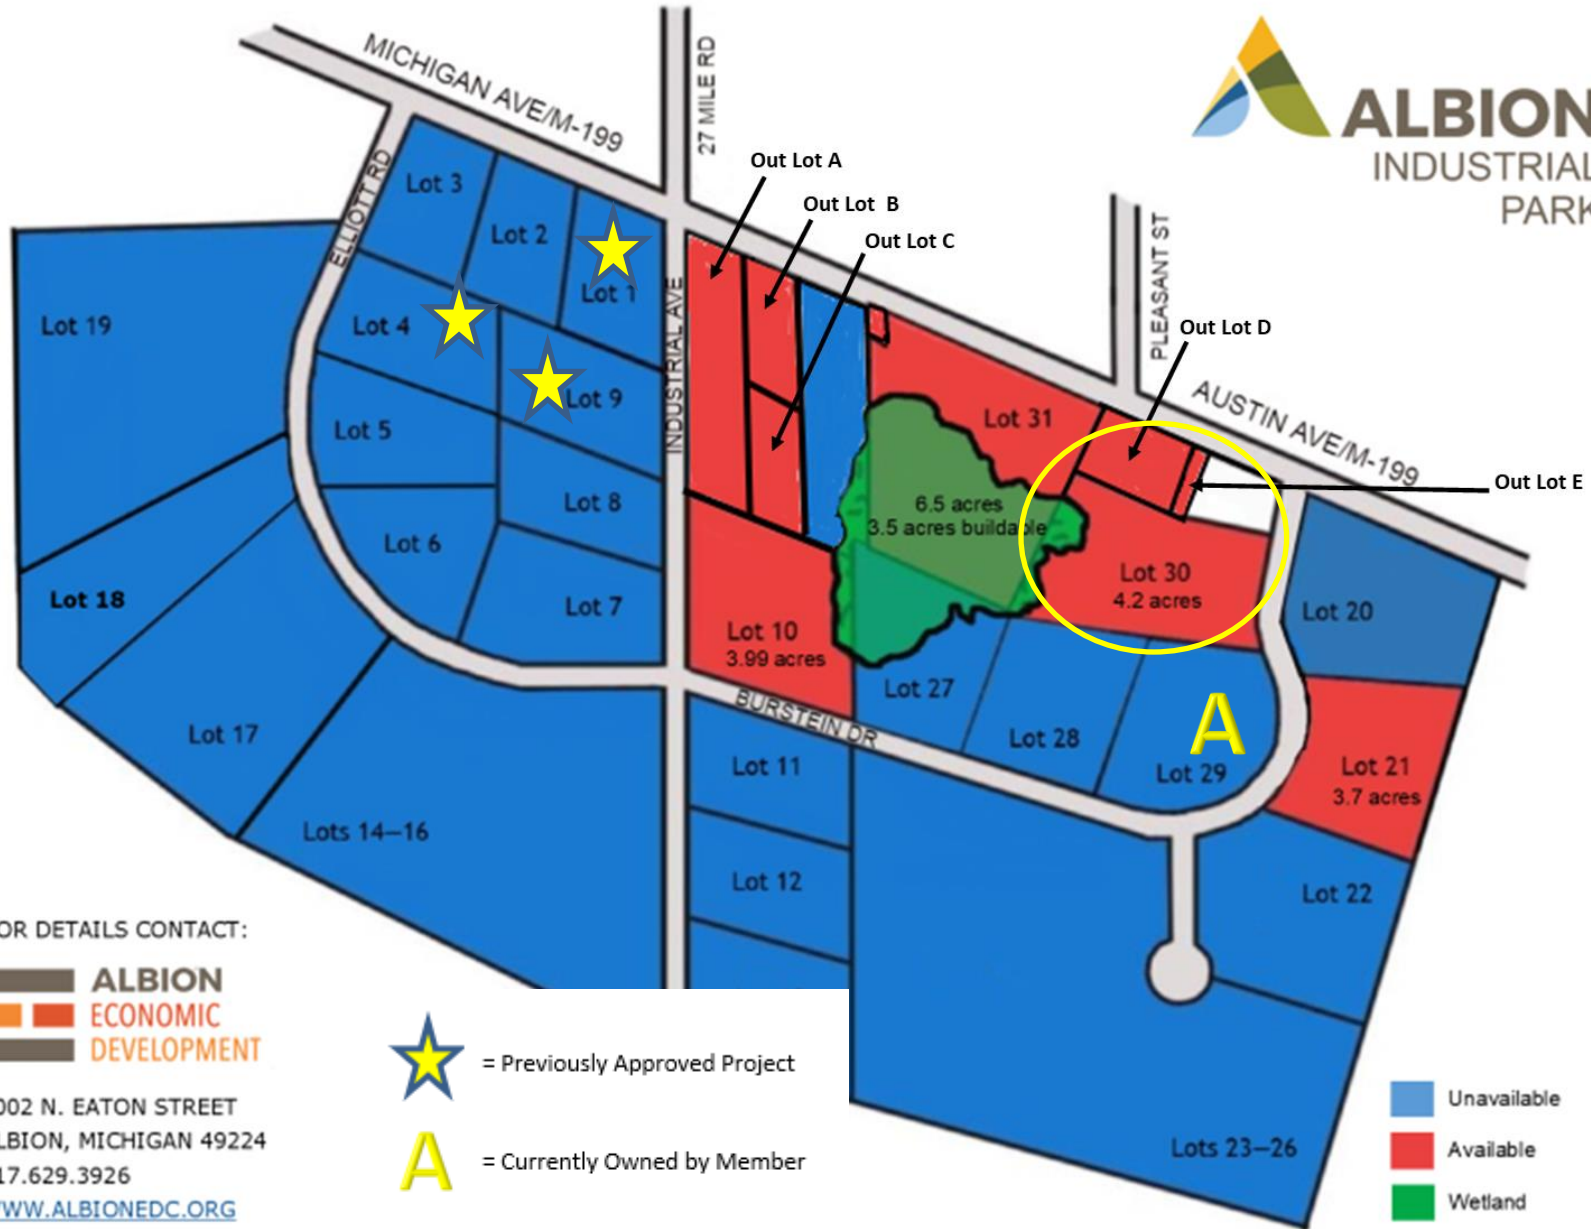 MICHIGAN AVE/M-199
27 MILE RD
ALBION
INDUSTRIAL
PARK
Out Lot A
Out Lot B
Out Lot C
ELLIOTT RD
Lot 3
Lot 2
Lot 1
INDUSTRIAL AVE
PLEASANT ST
Out Lot D
AUSTIN AVE/M-199
Out Lot E
Lot 19
Lot 4
Lot 9
Lot 31
Lot 5
Lot 8
6.5 acres
3.5 acres buildable
Lot 6
Lot 30
4.2 acres
Lot 18
Lot 7
Lot 20
Lot 10
3.99 acres
Lot 27
BURSTEIN DR
Lot 17
Lot 28
A
Lot 29
Lot 11
Lot 21
3.7 acres
Lots 14–16
Lot 12
Lot 22
OR DETAILS CONTACT:
ALBION
ECONOMIC
DEVELOPMENT
002 N. EATON STREET
LBION, MICHIGAN 49224
17.629.3926
WWW.ALBIONEDC.ORG
= Previously Approved Project
A = Currently Owned by Member
Lots 23–26
Unavailable
Available
Wetland